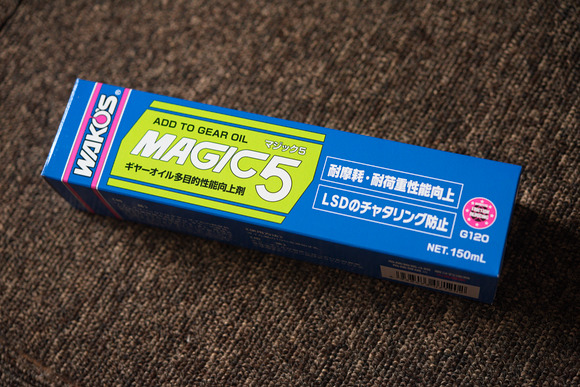 WAKO'S®
ADD TO GEAR OIL
マジック5
MAGIC5
ギヤーオイル多目的性能向上剤
耐摩耗・耐荷重性能向上
LSDのチャタリング防止
G120
NET.150mL